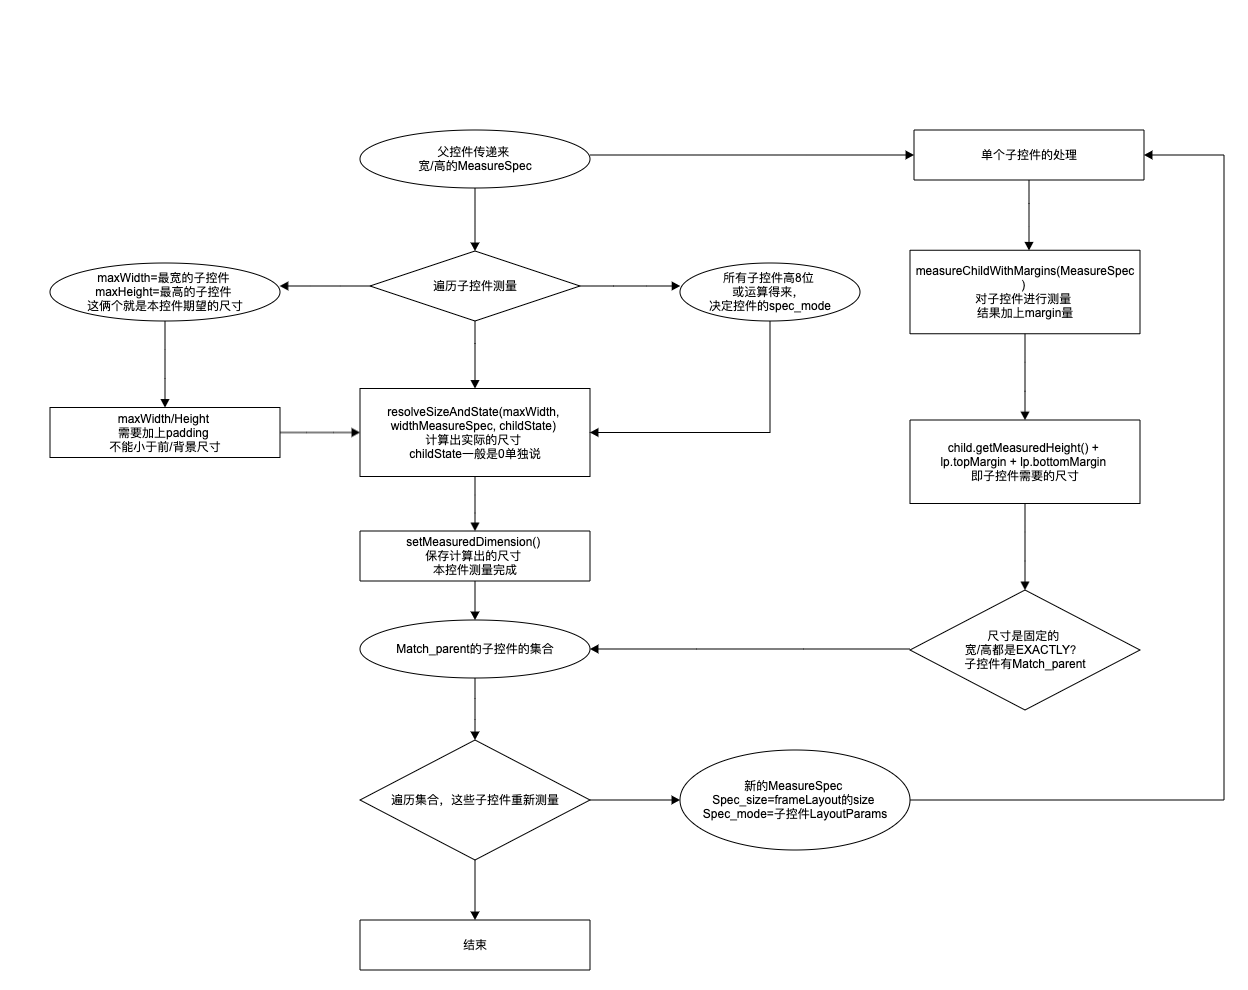 父控件传递来
宽/高的MeasureSpec
单个子控件的处理
maxWidth=最宽的子控件
maxHeight=最高的子控件
这俩个就是本控件期望的尺寸
遍历子控件测量
所有子控件高8位
或运算得来，
决定控件的spec_mode
measureChildWithMargins(MeasureSpec
)
对子控件进行测量
结果加上margin量
maxWidth/Height
需要加上padding
不能小于前/背景尺寸
resolveSizeAndState(maxWidth,
widthMeasureSpec, childState)
计算出实际的尺寸
childState一般是0单独说
child.getMeasuredHeight() +
lp.topMargin + lp.bottomMargin
即子控件需要的尺寸
setMeasuredDimension()
保存计算出的尺寸
本控件测量完成
Match_parent的子控件的集合
尺寸是固定的
宽/高都是EXACTLY?
子控件有Match_parent
遍历集合，这些子控件重新测量
新的MeasureSpec
Spec_size=frameLayout的size
Spec_mode=子控件LayoutParams
结束